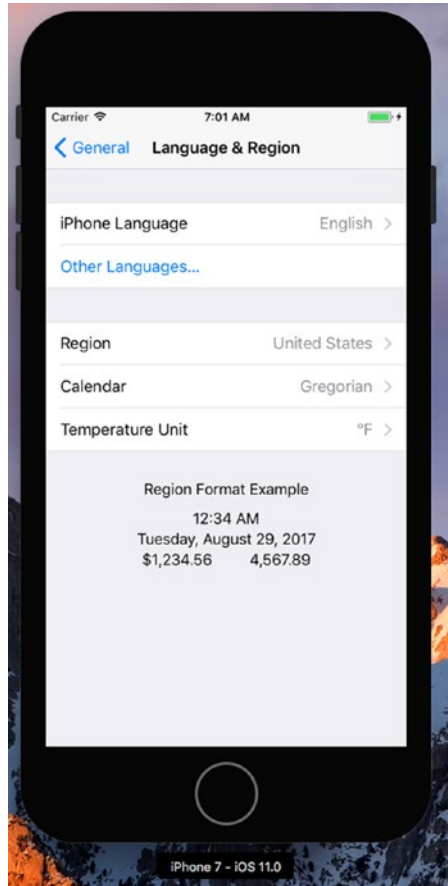 Carrier 7:01 AM
General Language & Region
iPhone Language English
Other Languages...
Region United States
Calendar Gregorian
Temperature Unit °F
Region Format Example
12:34 AM
Tuesday, August 29, 2017
$1,234.56 4,567.89
iPhone 7 - iOS 11.0